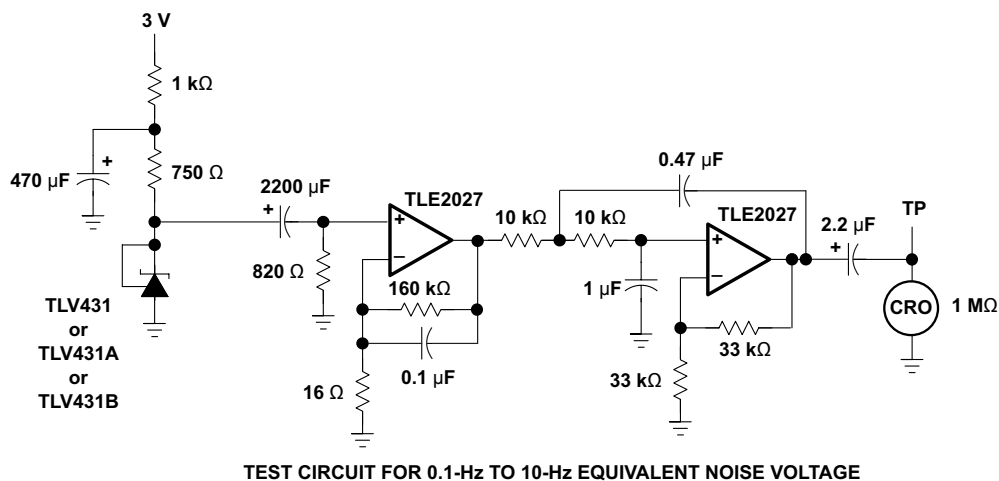 3 V
1 kΩ
470 µF
+
750 Ω
2200 µF
+
820 Ω
TLV431
or
TLV431A
or
TLV431B
TLE2027
+
−
160 kΩ
0.1 µF
16 Ω
10 kΩ
10 kΩ
0.47 µF
1 µF
TLE2027
+
−
33 kΩ
33 kΩ
2.2 µF
+
TP
CRO
1 MΩ
TEST CIRCUIT FOR 0.1-Hz TO 10-Hz EQUIVALENT NOISE VOLTAGE